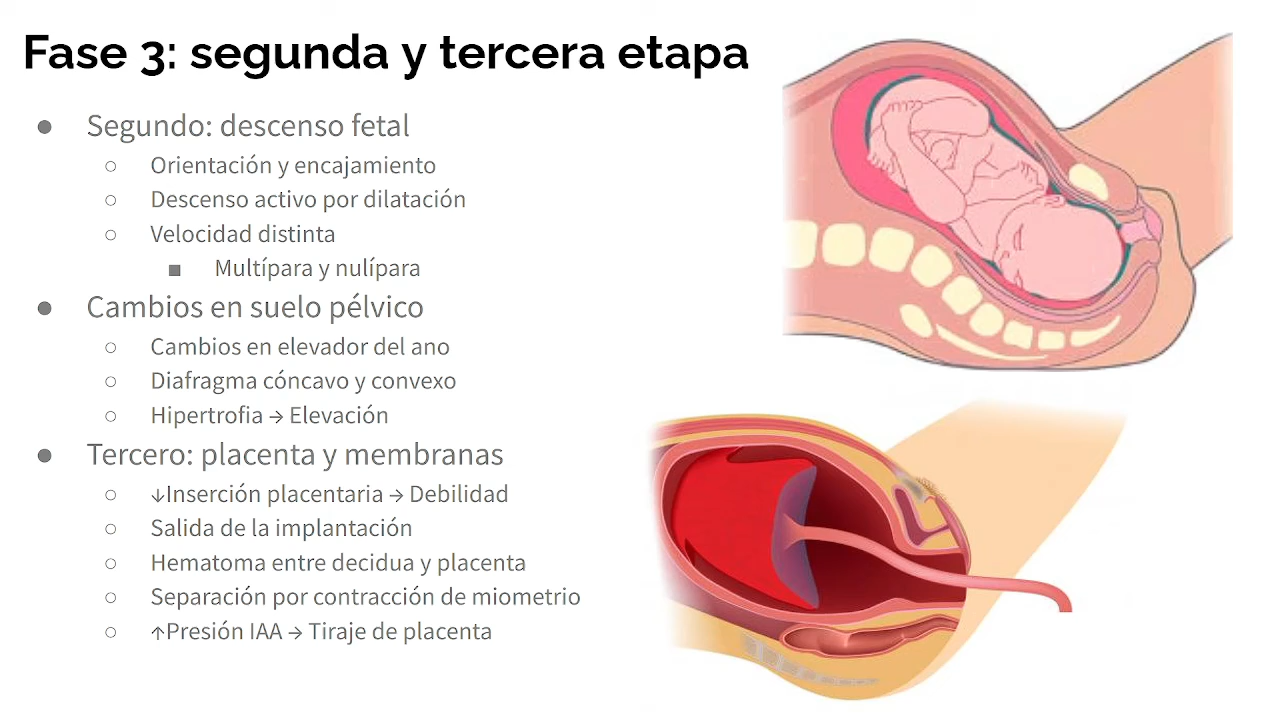 Fase 3: segunda y tercera etapa
● Segundo: descenso fetal
○ Orientación y encajamiento
○ Descenso activo por dilatación
○ Velocidad distinta
■ Multípara y nulípara
● Cambios en suelo pélvico
○ Cambios en elevador del ano
○ Diafragma cóncavo y convexo
○ Hipertrofia → Elevación
● Tercero: placenta y membranas
○ ↓Inserción placentaria → Debilidad
○ Salida de la implantación
○ Hematoma entre decidua y placenta
○ Separación por contracción de miometrio
○ ↑Presión IAA → Tiraje de placenta